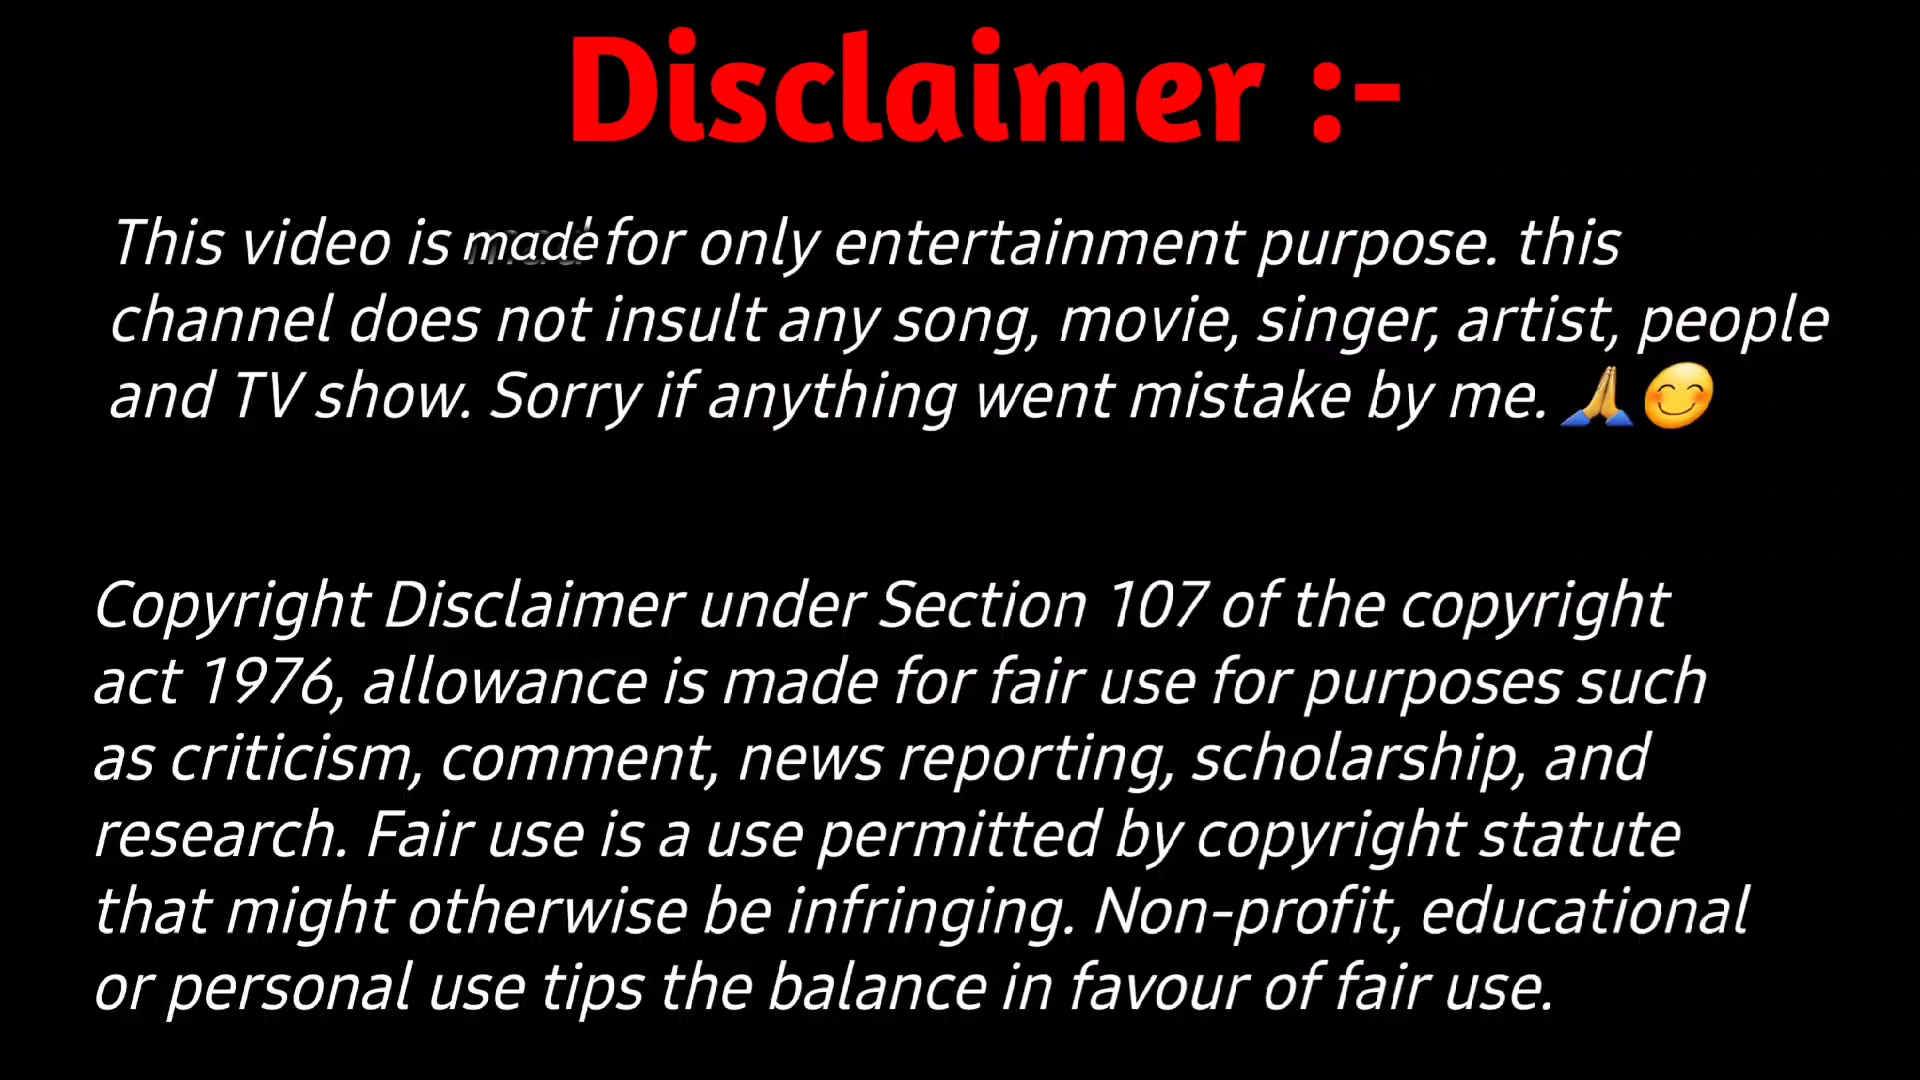 Disclaimer :-
This video is made for only entertainment purpose. this
channel does not insult any song, movie, singer, artist, people
and TV show. Sorry if anything went mistake by me. 🙏😊
Copyright Disclaimer under Section 107 of the copyright
act 1976, allowance is made for fair use for purposes such
as criticism, comment, news reporting, scholarship, and
research. Fair use is a use permitted by copyright statute
that might otherwise be infringing. Non-profit, educational
or personal use tips the balance in favour of fair use.